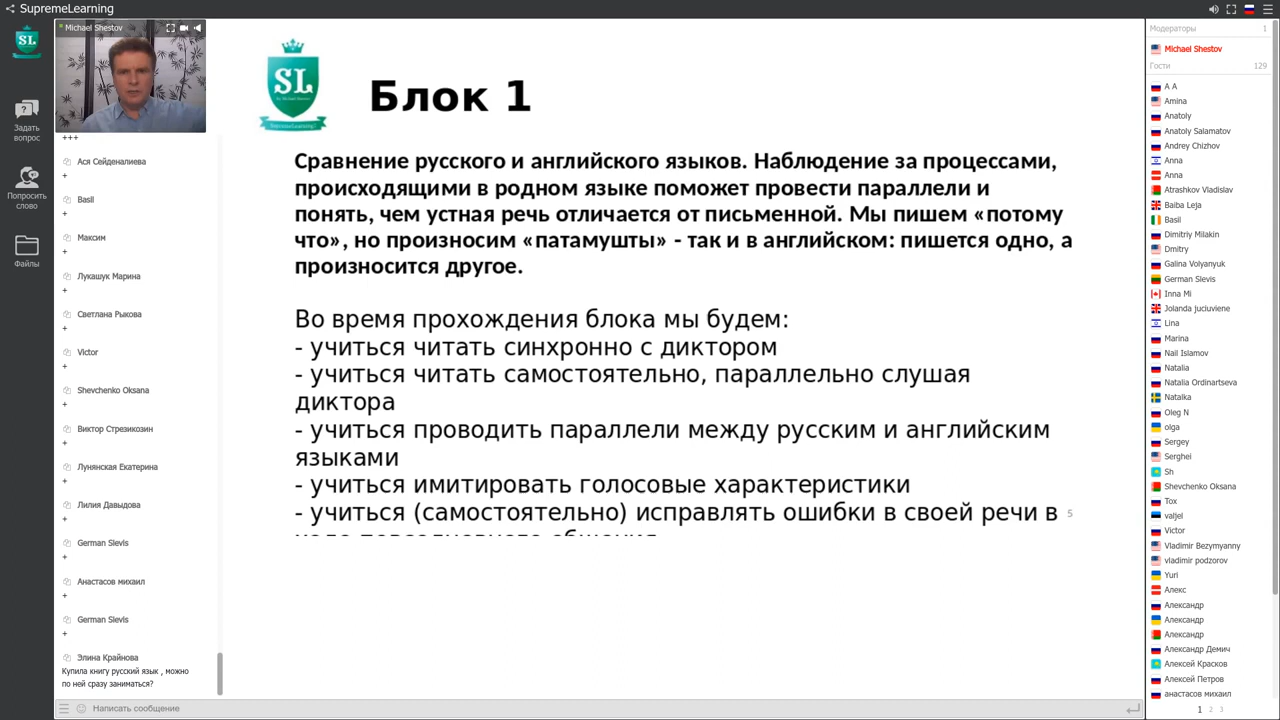 Sharing
Michael Shestov
Задать
вопрос
Попросить
слово
Файлы
+++
Ася Сейденалиева
+
Basil
+
Максим
+
Лукашук Марина
+
Светлана Рыкова
+
Victor
+
Shevchenko Oksana
+
Виктор Стрезикозин
+
Лунянская Екатерина
+
Лилия Давыдова
+
German Slevis
+
Анастасов михаил
+
German Slevis
+
Элина Крайнова
Купила книгу русский язык , можно
по ней сразу заниматься?
Написать сообщение
SL
Блок 1
Сравнение русского и английского языков. Наблюдение за процессами,
происходящими в родном языке поможет провести параллели и
понять, чем устная речь отличается от письменной. Мы пишем «потому
что», но произносим «патамушты» - так и в английском: пишется одно, а
произносится другое.
Во время прохождения блока мы будем:
- учиться читать синхронно с диктором
- учиться читать самостоятельно, параллельно слушая
диктора
- учиться проводить параллели между русским и английским
языками
- учиться имитировать голосовые характеристики
- учиться (самостоятельно) исправлять ошибки в своей речи в
5
Модераторы 1
Michael Shestov
Гости 129
A A
Amina
Anatoly
Anatoly Salamatov
Andrey Chizhov
Anna
Anna
Atrashkov Vladislav
Baiba Leja
Basil
Dimitriy Milakin
Dmitry
Galina Volyanyuk
German Slevis
Inna Mi
Jolanda juciuviene
Lina
Marina
Nail Islamov
Natalia
Natalia Ordinartseva
Natalka
Oleg N
olga
Sergey
Serghei
Sh
Shevchenko Oksana
Tox
valjel
Victor
Vladimir Bezymyanny
vladimir podzorov
Yuri
Алекс
Александр
Александр
Александр
Александр Демич
Алексей Красков
Алексей Петров
анастасов михаил
1 2 3